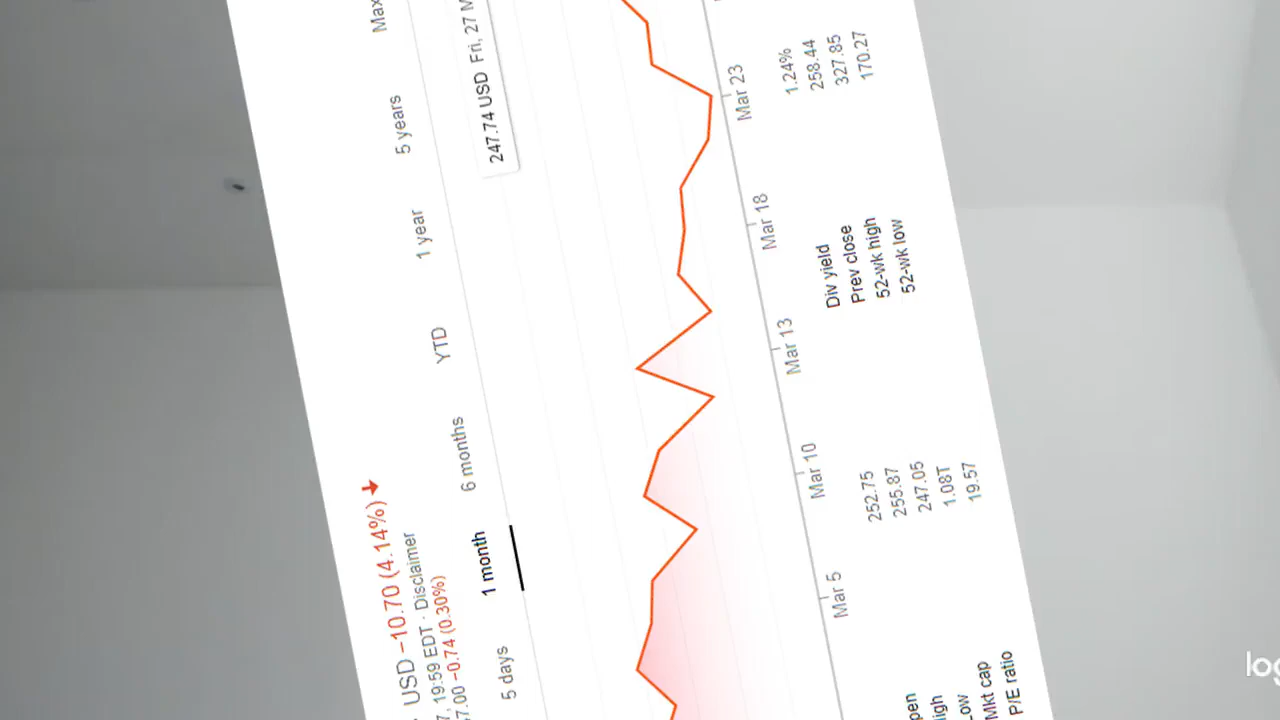 USD −10.70 (4.14%)
7, 19:59 EDT · Disclaimer
7.00 −0.74 (0.30%)
5 days 1 month 6 months YTD 1 year 5 years Max
247.74 USD Fri, 27 M
Mar 5 Mar 10 Mar 13 Mar 18 Mar 23
pen 252.75 Div yield 1.24%
igh 255.87 Prev close 258.44
ow 247.05 52-wk high 327.85
Mkt cap 1.08T 52-wk low 170.27
P/E ratio 19.57
log